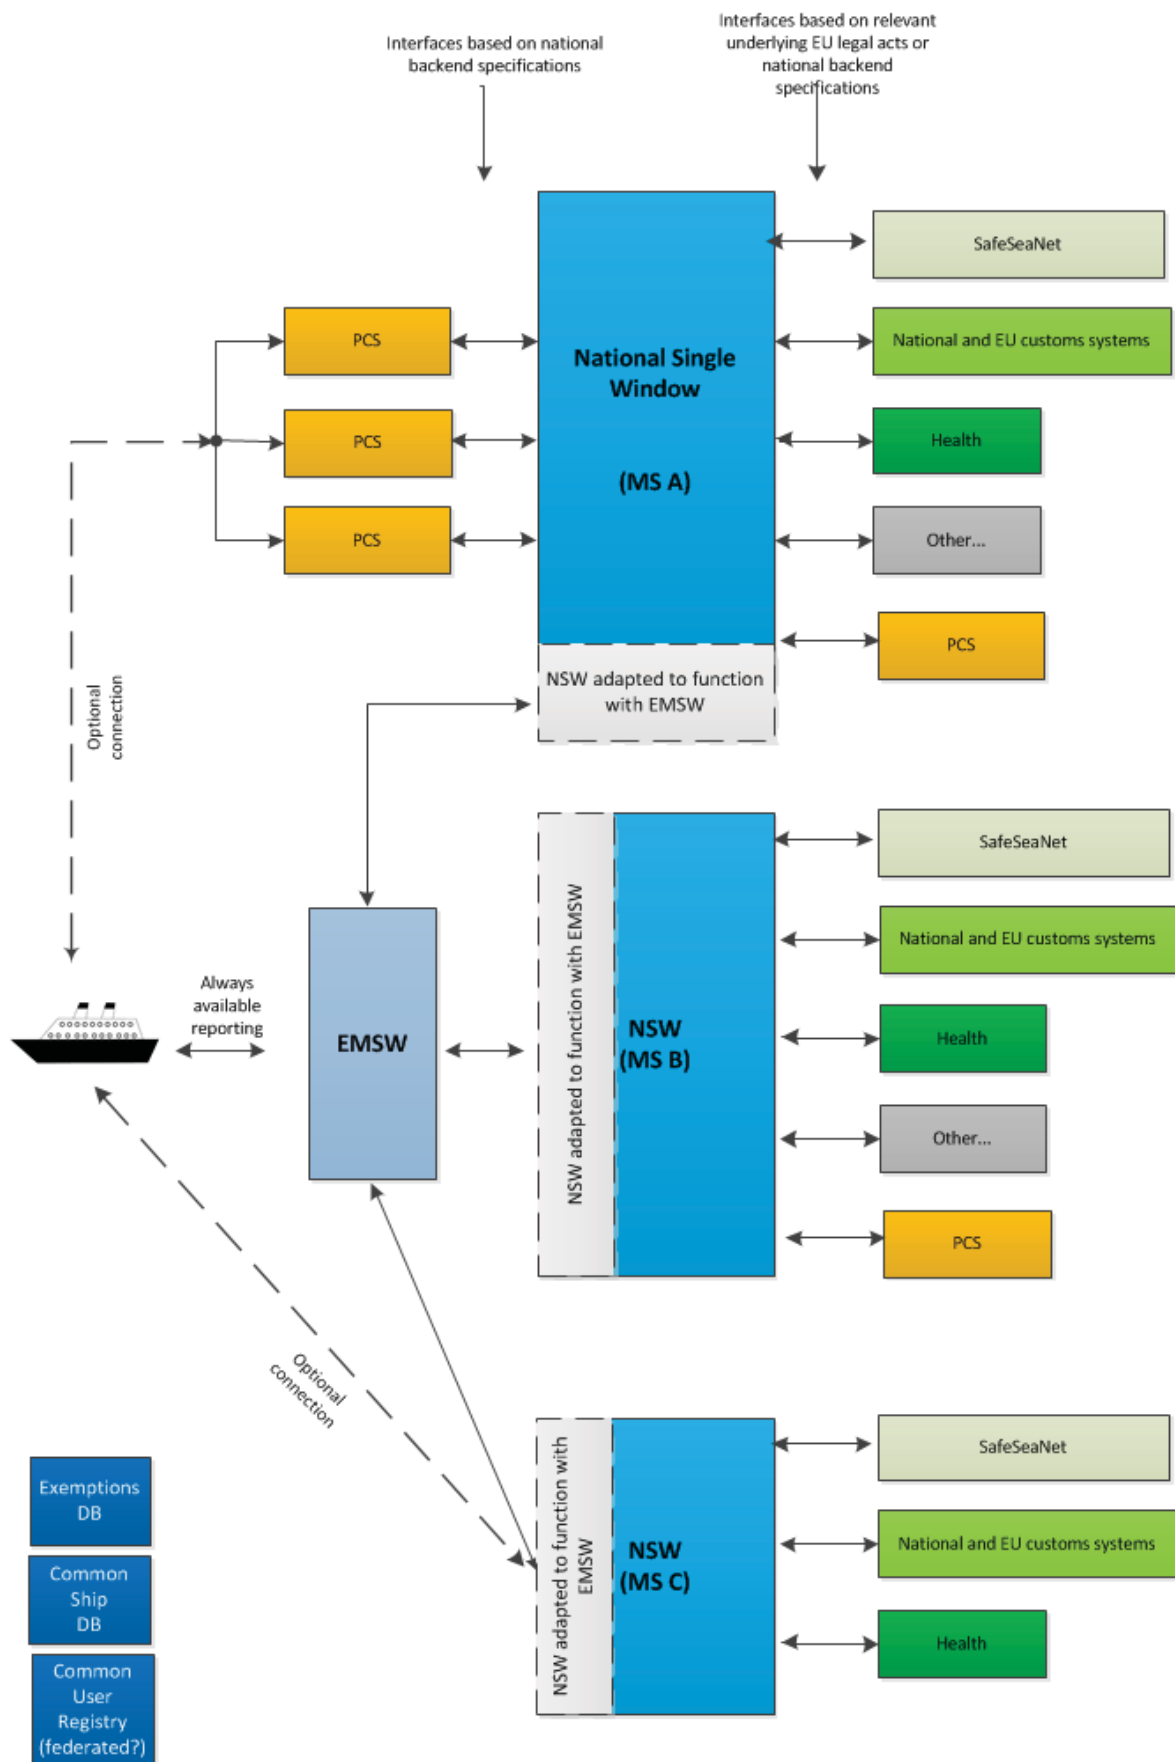 Interfaces based on national
backend specifications
Interfaces based on relevant
underlying EU legal acts or
national backend
specifications
National Single
Window
(MS A)
NSW adapted to function
with EMSW
PCS
PCS
PCS
SafeSeaNet
National and EU customs systems
Health
Other...
PCS
Optional
connection
Always
available
reporting
EMSW
NSW adapted to function with EMSW
NSW
(MS B)
SafeSeaNet
National and EU customs systems
Health
Other...
PCS
Optional
connection
NSW adapted to function with
EMSW
NSW
(MS C)
SafeSeaNet
National and EU customs systems
Health
Exemptions
DB
Common
Ship
DB
Common
User
Registry
(federated?)